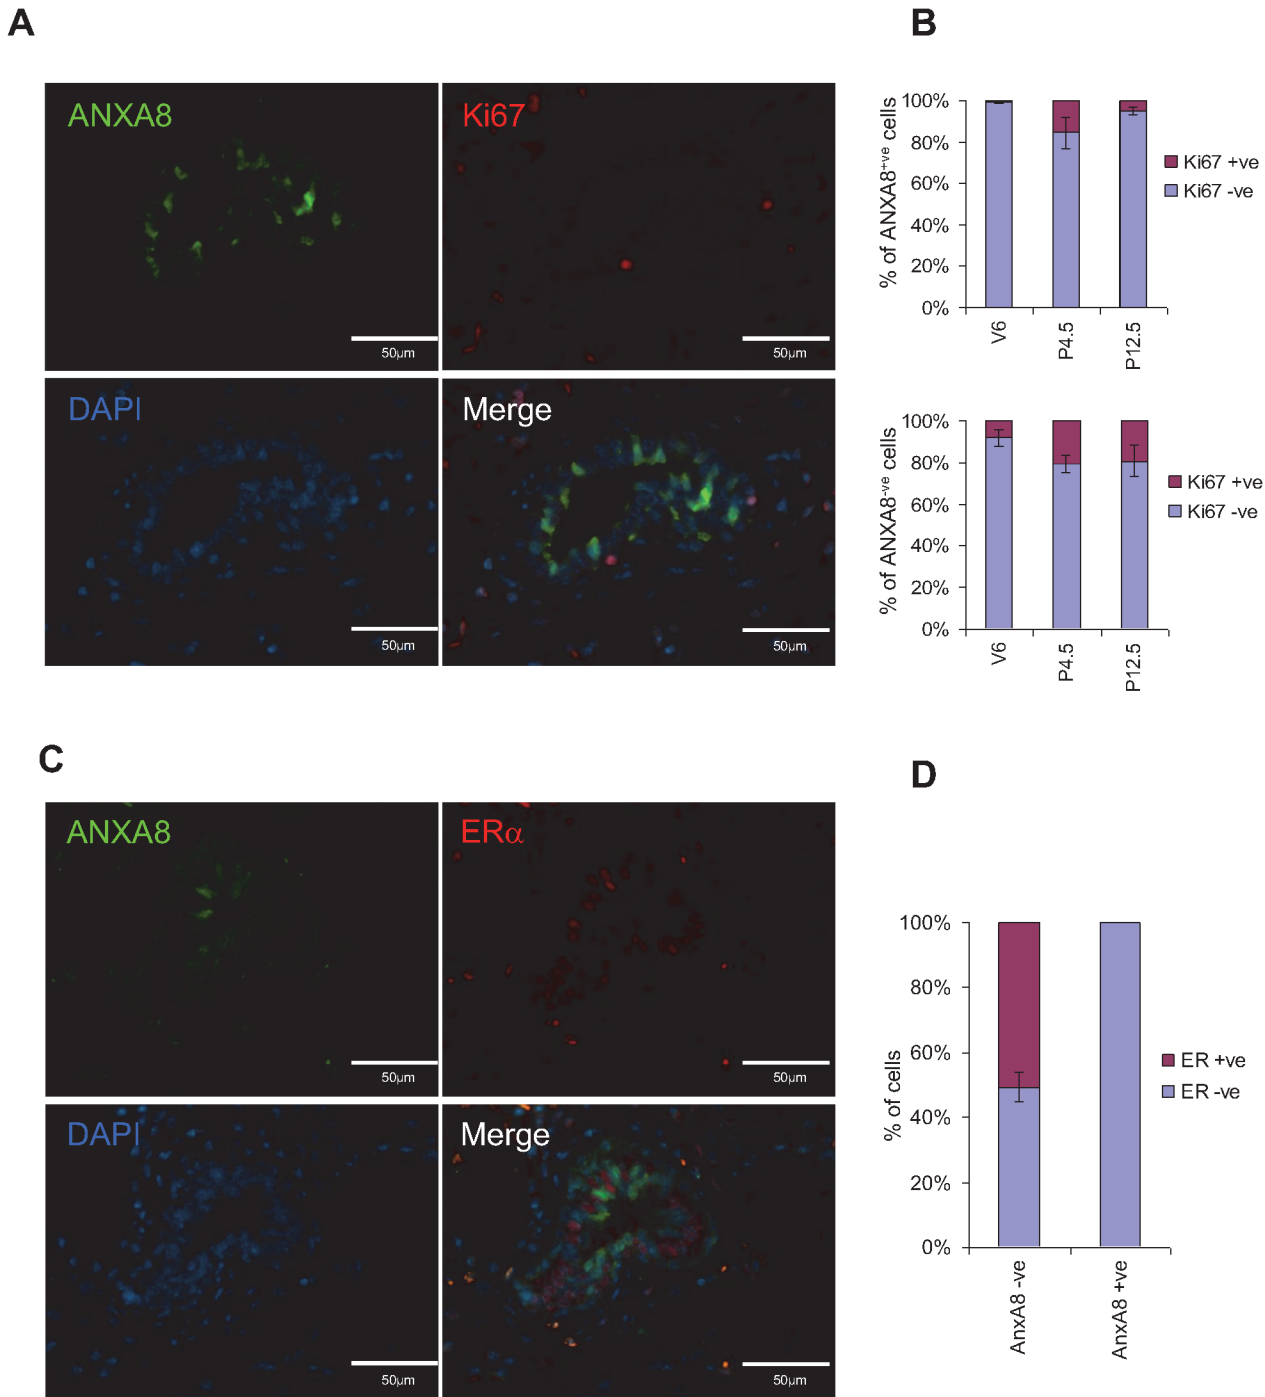 A
B
ANXA8
Ki67
50µm
50µm
DAPI
Merge
50µm
50µm
% of ANXA8+ve cells
100%
80%
60%
40%
20%
0%
V6
P4.5
P12.5
Ki67 +ve
Ki67 -ve
% of ANXA8-ve cells
100%
80%
60%
40%
20%
0%
V6
P4.5
P12.5
Ki67 +ve
Ki67 -ve
C
D
ANXA8
ERα
50µm
50µm
DAPI
Merge
50µm
50µm
% of cells
100%
80%
60%
40%
20%
0%
AnxA8 -ve
AnxA8 +ve
ER +ve
ER -ve